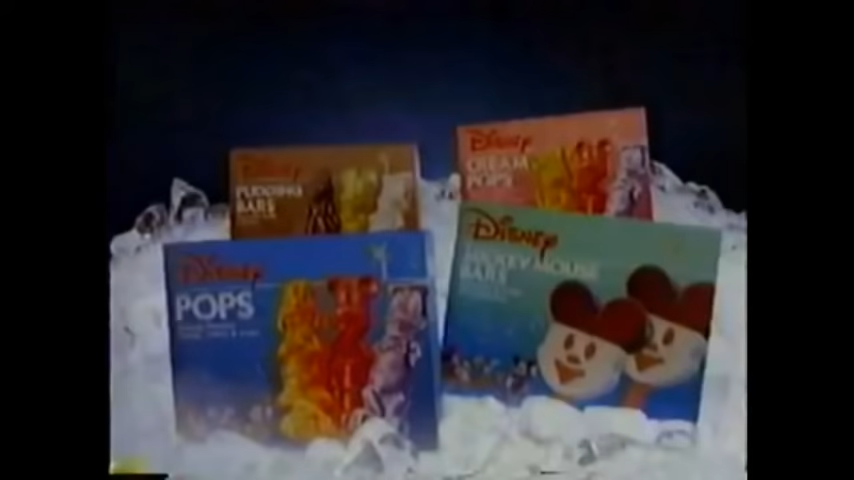 Disney
PUDDING
BARS
Disney
CREAM
POPS
Disney
POPS
Disney
MICKEY MOUSE
BARS